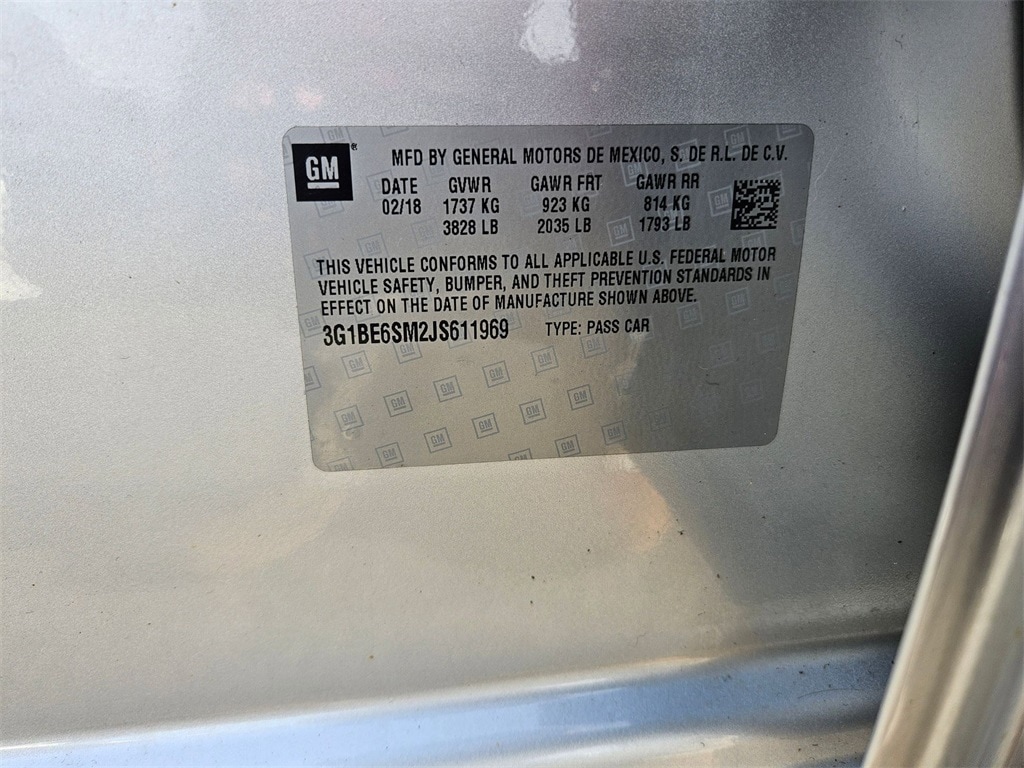 GM ®
MFD BY GENERAL MOTORS DE MEXICO, S. DE R.L. DE C.V.
DATE GVWR GAWR FRT GAWR RR
02/18 1737 KG 923 KG 814 KG
3828 LB 2035 LB 1793 LB
THIS VEHICLE CONFORMS TO ALL APPLICABLE U.S. FEDERAL MOTOR
VEHICLE SAFETY, BUMPER, AND THEFT PREVENTION STANDARDS IN
EFFECT ON THE DATE OF MANUFACTURE SHOWN ABOVE.
3G1BE6SM2JS611969 TYPE: PASS CAR